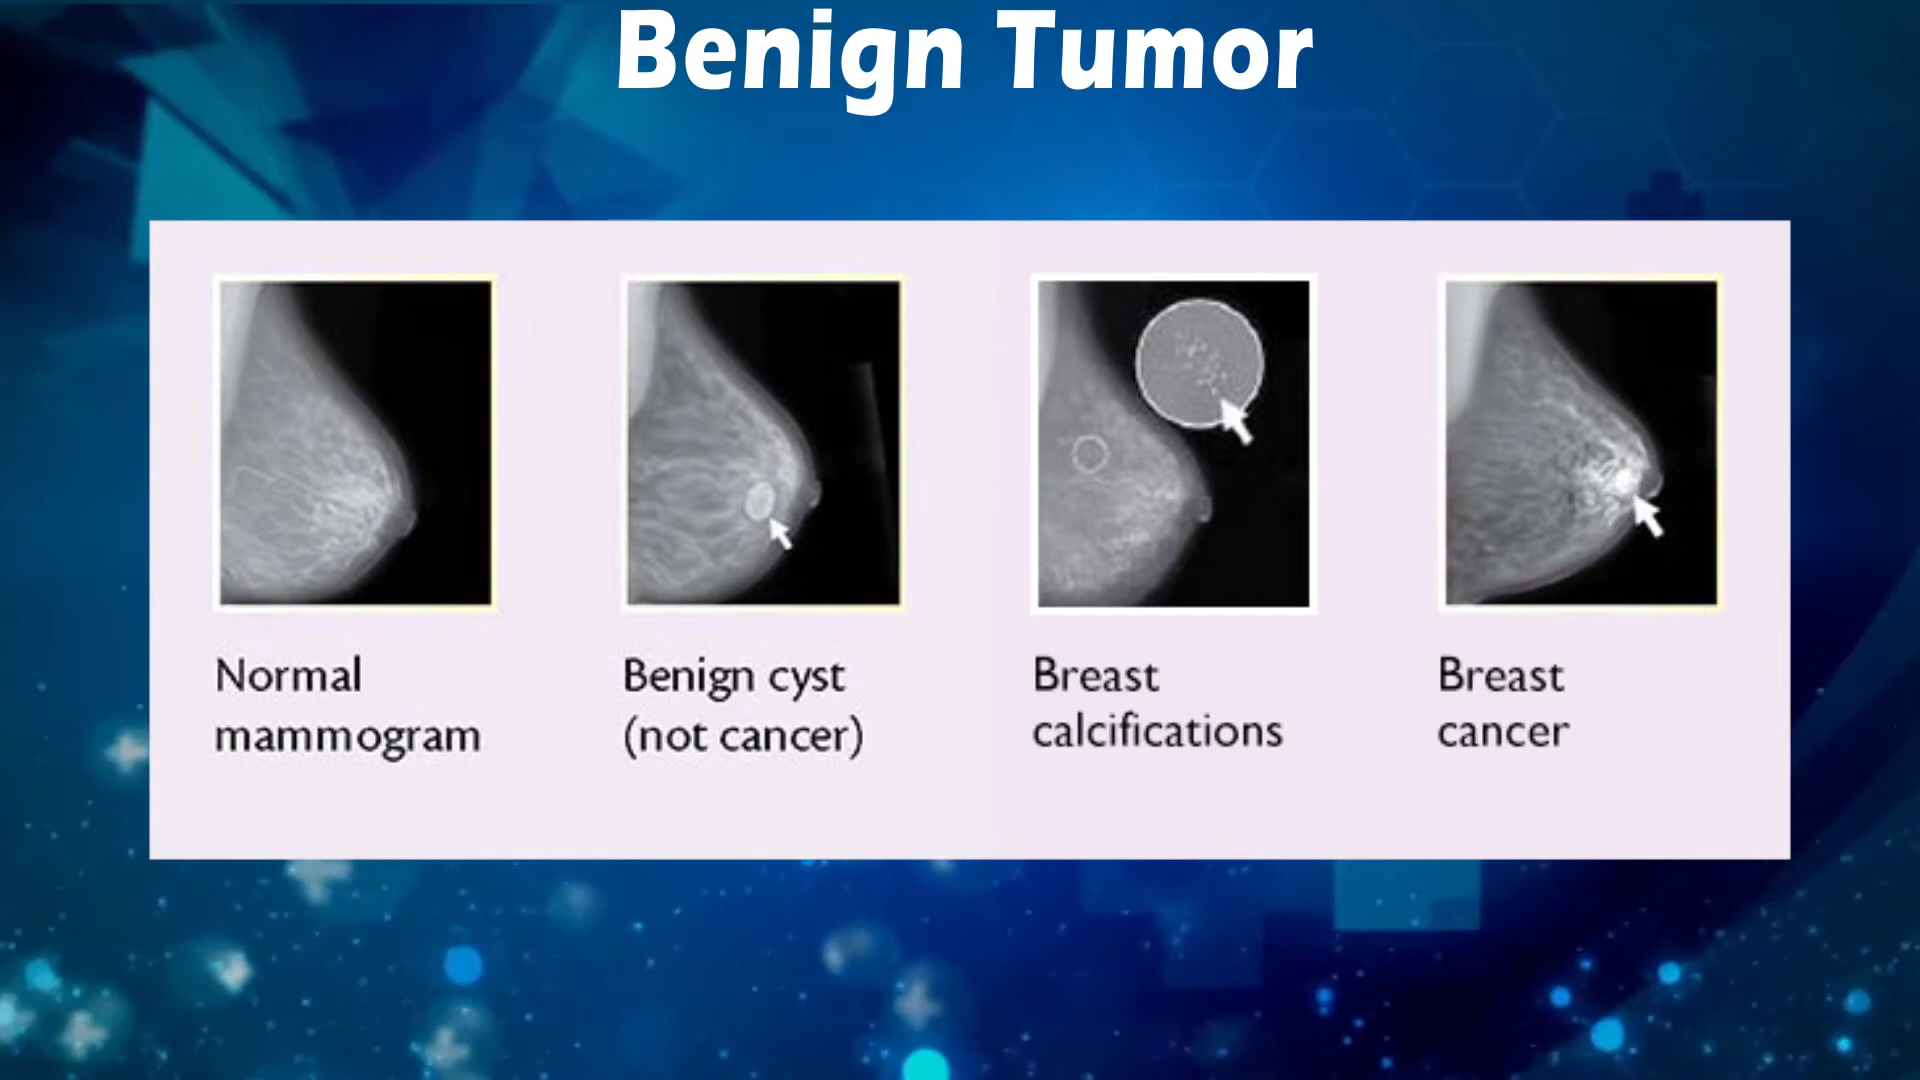 Benign Tumor
Normal
mammogram
Benign cyst
(not cancer)
Breast
calcifications
Breast
cancer